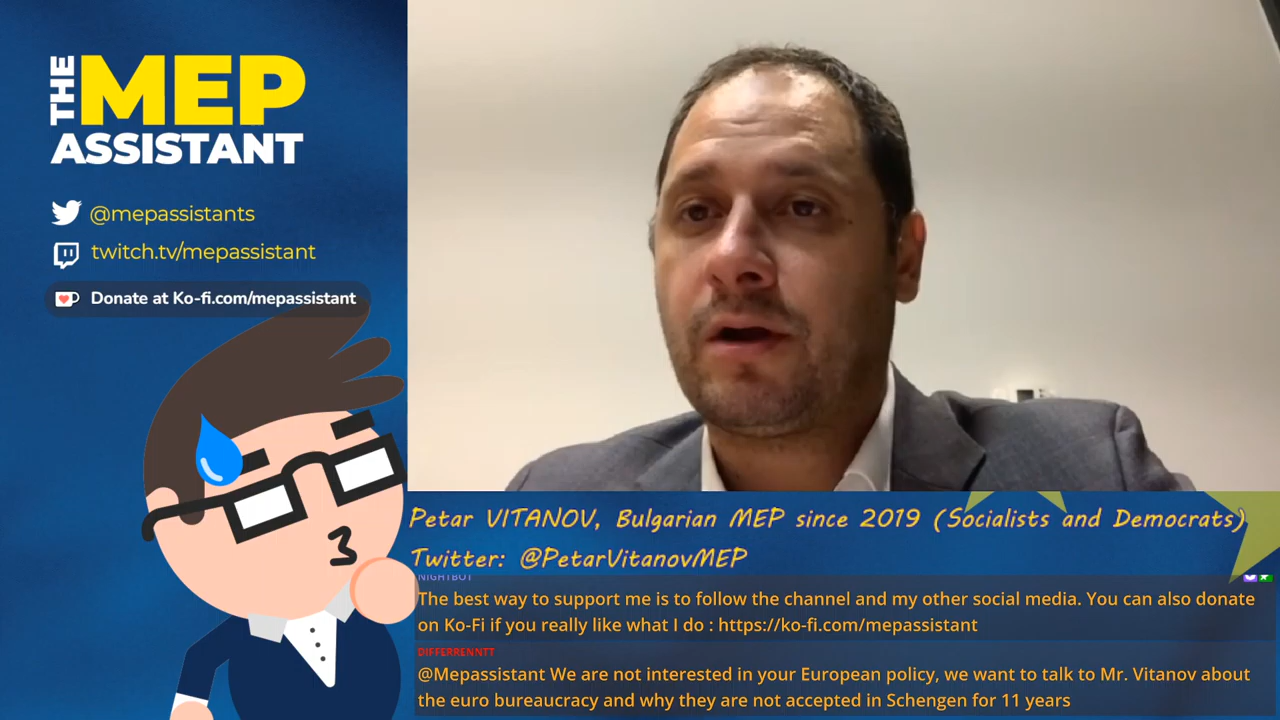 THE MEP
ASSISTANT
@mepassistants
twitch.tv/mepassistant
Donate at Ko-fi.com/mepassistant
Petar VITANOV, Bulgarian MEP since 2019 (Socialists and Democrats)
Twitter: @PetarVitanovMEP
NIGHTBOT
The best way to support me is to follow the channel and my other social media. You can also donate
on Ko-Fi if you really like what I do : https://ko-fi.com/mepassistant
DIFFERRENNTT
@Mepassistant We are not interested in your European policy, we want to talk to Mr. Vitanov about
the euro bureaucracy and why they are not accepted in Schengen for 11 years